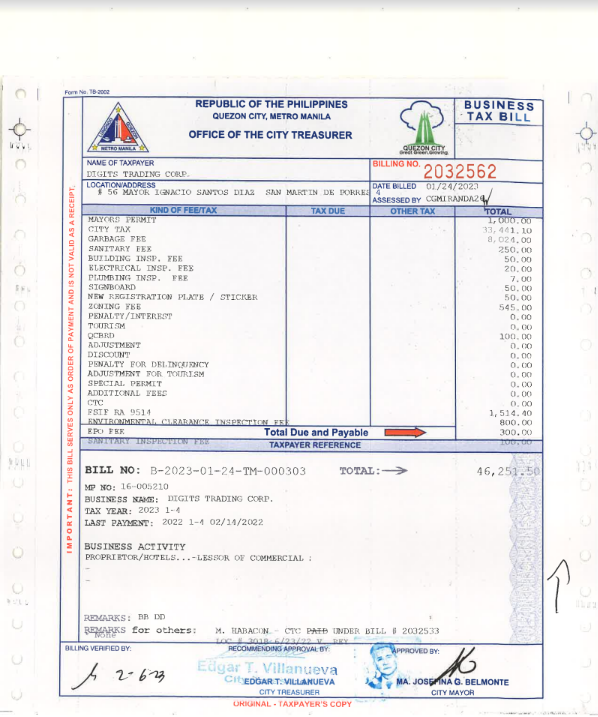 Form No. TB-2002
REPUBLIC OF THE PHILIPPINES
QUEZON CITY, METRO MANILA
OFFICE OF THE CITY TREASURER
QUEZON
METRO MANILA
QUEZON CITY
BUSINESS
TAX BILL
NAME OF TAXPAYER
DIGITS TRADING CORP.
BILLING NO. 2032562
LOCATION/ADDRESS
# 56 MAYOR IGNACIO SANTOS DIAZ SAN MARTIN DE PORRES 4
DATE BILLED 01/24/2023
ASSESSED BY CGMIRANDA26
KIND OF FEE/TAX TAX DUE OTHER TAX TOTAL
MAYORS PERMIT 1,000.00
CITY TAX 33,441.10
GARBAGE FEE 8,024.00
SANITARY FEE 250.00
BUILDING INSP. FEE 50.00
ELECTRICAL INSP. FEE 20.00
PLUMBING INSP. FEE 7.00
SIGNBOARD 50.00
NEW REGISTRATION PLATE / STICKER 50.00
ZONING FEE 545.00
PENALTY/INTEREST 0.00
TOURISM 0.00
QCBRD 100.00
ADJUSTMENT 0.00
DISCOUNT 0.00
PENALTY FOR DELINQUENCY 0.00
ADJUSTMENT FOR TOURISM 0.00
SPECIAL PERMIT 0.00
ADDITIONAL FEES 0.00
CTC 0.00
FSIF RA 9514 1,514.40
ENVIRONMENTAL CLEARANCE INSPECTION FEE 800.00
EPO FEE Total Due and Payable 300.00
SANITARY INSPECTION FEE TAXPAYER REFERENCE 100.00
BILL NO: B-2023-01-24-TM-000303 TOTAL: 46,251.50
MP NO: 16-005210
BUSINESS NAME: DIGITS TRADING CORP.
TAX YEAR: 2023 1-4
LAST PAYMENT: 2022 1-4 02/14/2022
BUSINESS ACTIVITY
PROPRIETOR/HOTELS...-LESSOR OF COMMERCIAL :
-
-
REMARKS: BB DD
REMARKS for others: M. HABACON - CTC PAID UNDER BILL # 2032533
None
BILLING VERIFIED BY: RECOMMENDING APPROVAL BY: APPROVED BY:
2-6-23
Edgar T. Villanueva
EDGAR T. VILLANUEVA
CITY TREASURER
MA. JOSEFINA G. BELMONTE
CITY MAYOR
ORIGINAL - TAXPAYER'S COPY
IMPORTANT: THIS BILL SERVES ONLY AS ORDER OF PAYMENT AND IS NOT VALID AS A RECEIPT.